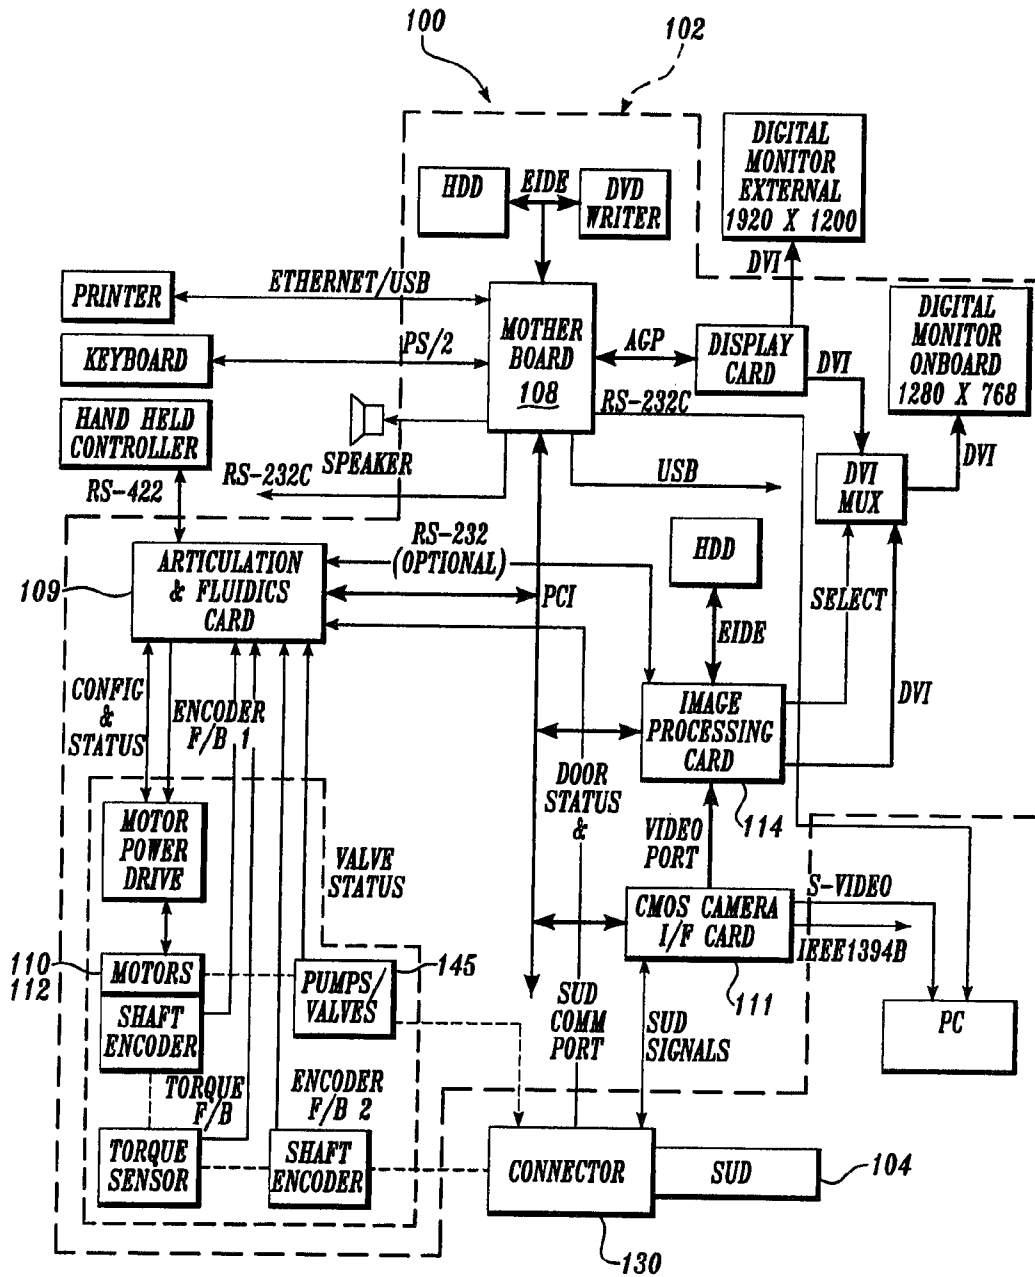 100
102
DIGITAL
MONITOR
EXTERNAL
1920 X 1200
HDD
EIDE
DVD
WRITER
DVI
PRINTER
ETHERNET/USB
DIGITAL
MONITOR
ONBOARD
1280 X 768
KEYBOARD
PS/2
MOTHER
BOARD
108
AGP
DISPLAY
CARD
DVI
HAND HELD
CONTROLLER
SPEAKER
RS-232C
RS-232C
USB
DVI
MUX
DVI
RS-422
RS-232
(OPTIONAL)
HDD
109
ARTICULATION
& FLUIDICS
CARD
PCI
SELECT
EIDE
CONFIG
&
STATUS
ENCODER
F/B 1
IMAGE
PROCESSING
CARD
DVI
DOOR
STATUS
&
114
MOTOR
POWER
DRIVE
VALVE
STATUS
VIDEO
PORT
S-VIDEO
CMOS CAMERA
I/F CARD
IEEE1394B
110
112
MOTORS
145
PUMPS/
VALVES
111
SHAFT
ENCODER
SUD
COMM
PORT
SUD
SIGNALS
PC
TORQUE
F/B
ENCODER
F/B 2
TORQUE
SENSOR
SHAFT
ENCODER
CONNECTOR
SUD
104
130